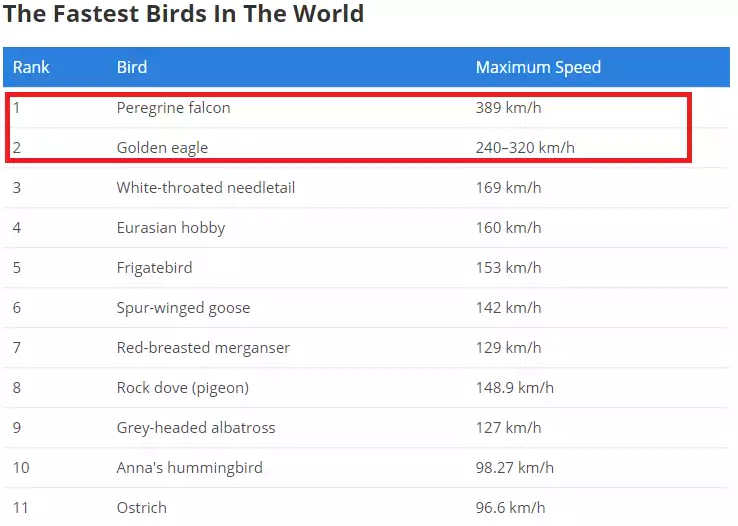 The Fastest Birds In The World
Rank Bird Maximum Speed
1 Peregrine falcon 389 km/h
2 Golden eagle 240–320 km/h
3 White-throated needletail 169 km/h
4 Eurasian hobby 160 km/h
5 Frigatebird 153 km/h
6 Spur-winged goose 142 km/h
7 Red-breasted merganser 129 km/h
8 Rock dove (pigeon) 148.9 km/h
9 Grey-headed albatross 127 km/h
10 Anna's hummingbird 98.27 km/h
11 Ostrich 96.6 km/h